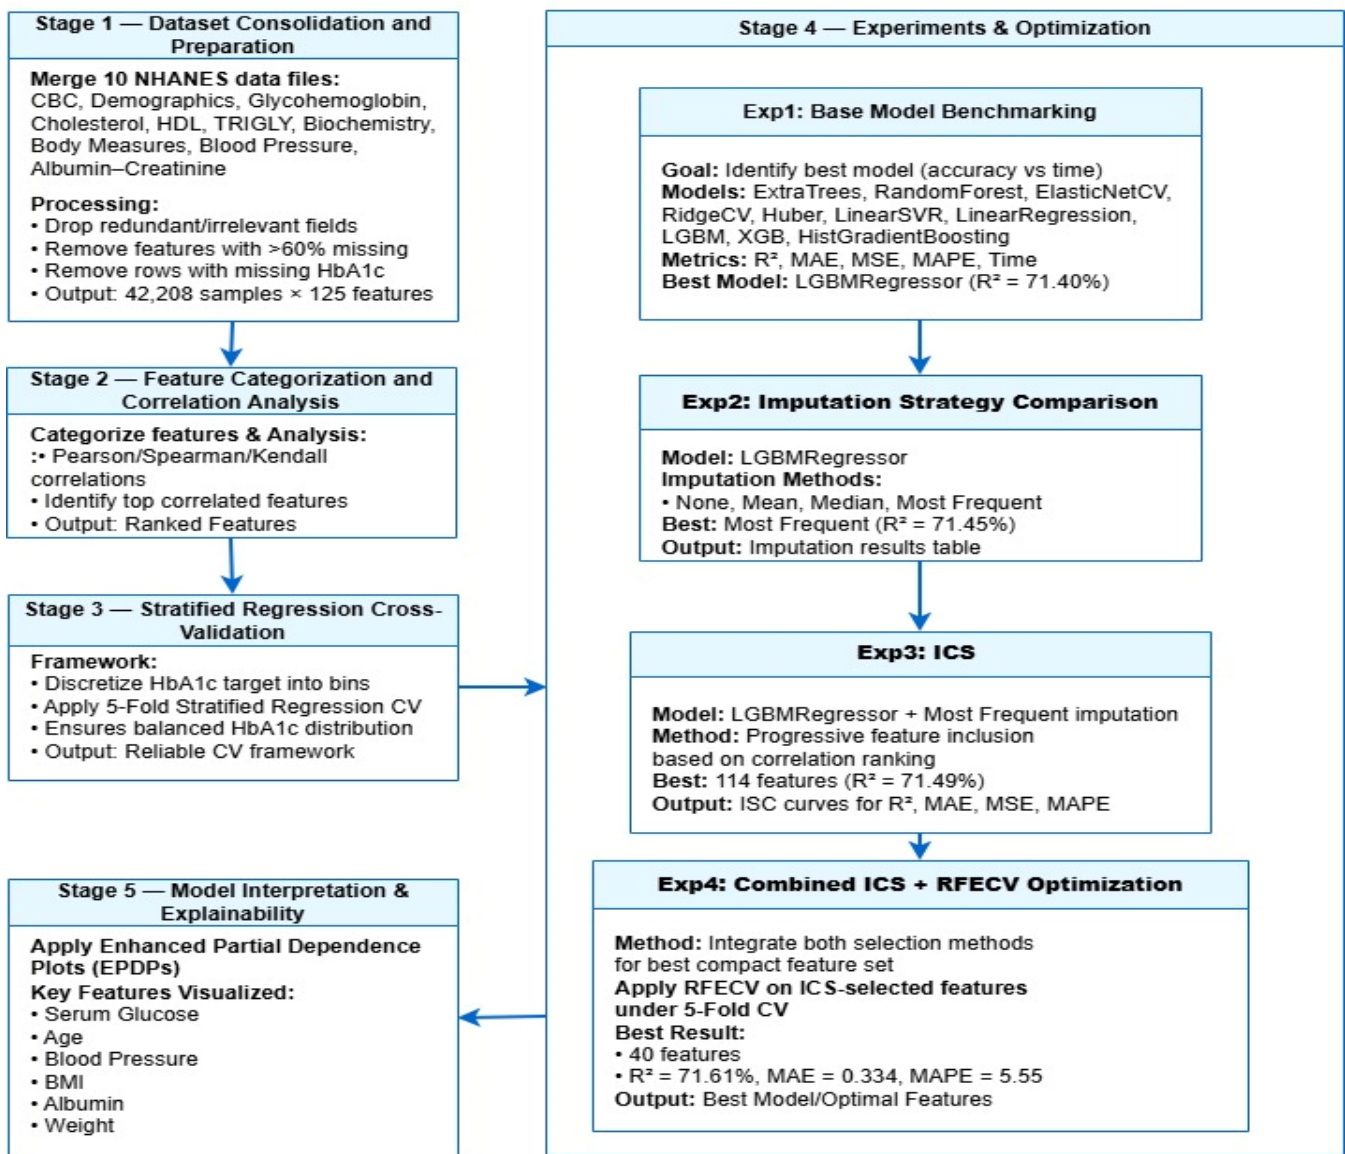 Stage 1 — Dataset Consolidation and
Preparation
Merge 10 NHANES data files:
CBC, Demographics, Glycohemoglobin,
Cholesterol, HDL, TRIGLY, Biochemistry,
Body Measures, Blood Pressure,
Albumin–Creatinine
Processing:
• Drop redundant/irrelevant fields
• Remove features with >60% missing
• Remove rows with missing HbA1c
• Output: 42,208 samples × 125 features
Stage 2 — Feature Categorization and
Correlation Analysis
Categorize features & Analysis:
:• Pearson/Spearman/Kendall
correlations
• Identify top correlated features
• Output: Ranked Features
Stage 3 — Stratified Regression Cross-
Validation
Framework:
• Discretize HbA1c target into bins
• Apply 5-Fold Stratified Regression CV
• Ensures balanced HbA1c distribution
• Output: Reliable CV framework
Stage 4 — Experiments & Optimization
Exp1: Base Model Benchmarking
Goal: Identify best model (accuracy vs time)
Models: ExtraTrees, RandomForest, ElasticNetCV,
RidgeCV, Huber, LinearSVR, LinearRegression,
LGBM, XGB, HistGradientBoosting
Metrics: R², MAE, MSE, MAPE, Time
Best Model: LGBMRegressor (R² = 71.40%)
Exp2: Imputation Strategy Comparison
Model: LGBMRegressor
Imputation Methods:
• None, Mean, Median, Most Frequent
Best: Most Frequent (R² = 71.45%)
Output: Imputation results table
Exp3: ICS
Model: LGBMRegressor + Most Frequent imputation
Method: Progressive feature inclusion
based on correlation ranking
Best: 114 features (R² = 71.49%)
Output: ISC curves for R², MAE, MSE, MAPE
Exp4: Combined ICS + RFECV Optimization
Method: Integrate both selection methods
for best compact feature set
Apply RFECV on ICS-selected features
under 5-Fold CV
Best Result:
• 40 features
• R² = 71.61%, MAE = 0.334, MAPE = 5.55
Output: Best Model/Optimal Features
Stage 5 — Model Interpretation &
Explainability
Apply Enhanced Partial Dependence
Plots (EPDPs)
Key Features Visualized:
• Serum Glucose
• Age
• Blood Pressure
• BMI
• Albumin
• Weight